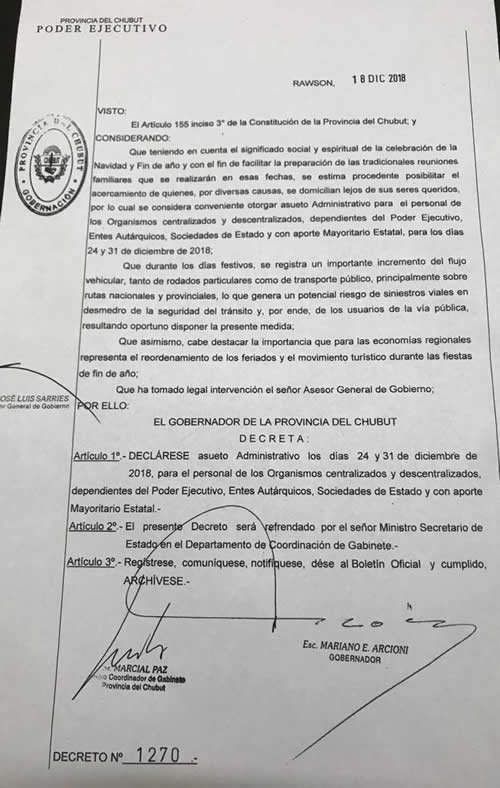 PROVINCIA DEL CHUBUT
PODER EJECUTIVO
RAWSON, 18 DIC 2018
VISTO:
El Artículo 155 inciso 3° de la Constitución de la Provincia del Chubut; y
CONSIDERANDO:
Que teniendo en cuenta el significado social y espiritual de la celebración de la
Navidad y Fin de año y con el fin de facilitar la preparación de las tradicionales reuniones
familiares que se realizarán en esas fechas, se estima procedente posibilitar el
acercamiento de quienes, por diversas causas, se domicilian lejos de sus seres queridos,
por lo cual se considera conveniente otorgar asueto Administrativo para el personal de
los Organismos centralizados y descentralizados, dependientes del Poder Ejecutivo,
Entes Autárquicos, Sociedades de Estado y con aporte Mayoritario Estatal, para los días
24 y 31 de diciembre de 2018;
Que durante los días festivos, se registra un importante incremento del flujo
vehicular, tanto de rodados particulares como de transporte público, principalmente sobre
rutas nacionales y provinciales, lo que genera un potencial riesgo de siniestros viales en
desmedro de la seguridad del tránsito y, por ende, de los usuarios de la vía pública,
resultando oportuno disponer la presente medida;
Que asimismo, cabe destacar la importancia que para las economías regionales
representa el reordenamiento de los feriados y el movimiento turístico durante las fiestas
de fin de año;
Que ha tomado legal intervención el señor Asesor General de Gobierno;
POR ELLO:
EL GOBERNADOR DE LA PROVINCIA DEL CHUBUT
D E C R E T A :
Artículo 1º.- DECLÁRESE asueto Administrativo los días 24 y 31 de diciembre de
2018, para el personal de los Organismos centralizados y descentralizados,
dependientes del Poder Ejecutivo, Entes Autárquicos, Sociedades de Estado y con aporte
Mayoritario Estatal.-
Artículo 2º.- El presente Decreto será refrendado por el señor Ministro Secretario de
Estado en el Departamento de Coordinación de Gabinete.-
Artículo 3º.- Regístrese, comuníquese, notifíquese, dése al Boletín Oficial y cumplido,
ARCHÍVESE.-
PROVINCIA DEL CHUBUT
GOBERNACIÓN
JOSÉ LUIS SARRIES
General de Gobierno
MARCIAL PAZ
Coordinador de Gabinete
Provincia del Chubut
Esc. MARIANO E. ARCIONI
GOBERNADOR
DECRETO Nº 1270.-